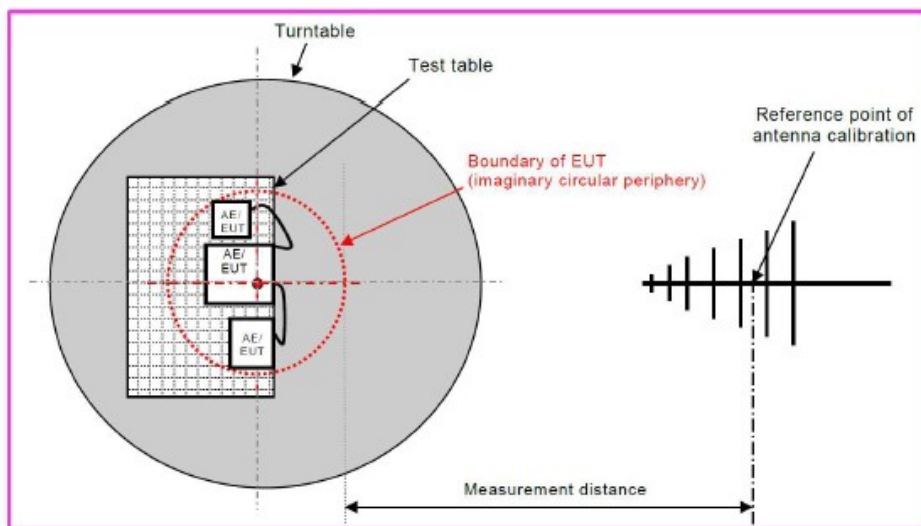 Turntable
Test table
Reference point of
antenna calibration
Boundary of EUT
(imaginary circular periphery)
AE/
EUT
AE/
EUT
AE/
EUT
Measurement distance